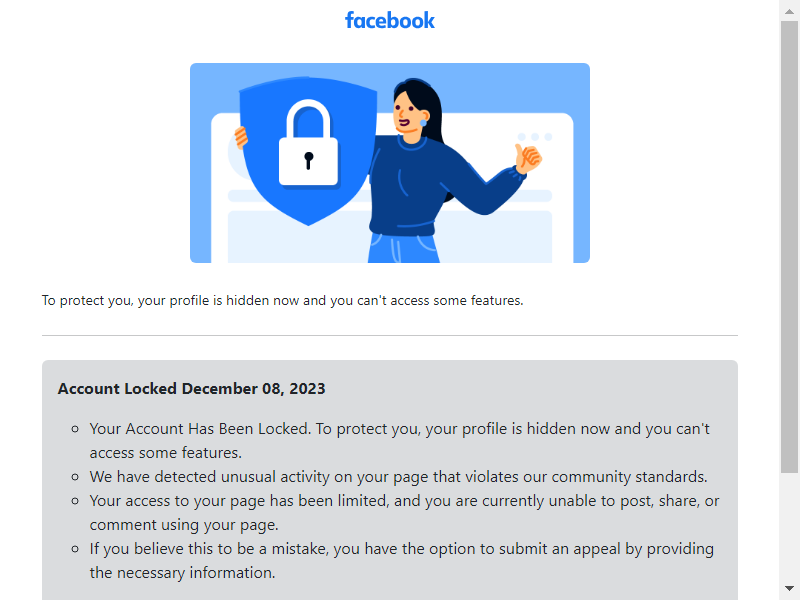 facebook
To protect you, your profile is hidden now and you can't access some features.
Account Locked December 08, 2023
Your Account Has Been Locked. To protect you, your profile is hidden now and you can't
access some features.
We have detected unusual activity on your page that violates our community standards.
Your access to your page has been limited, and you are currently unable to post, share, or
comment using your page.
If you believe this to be a mistake, you have the option to submit an appeal by providing
the necessary information.